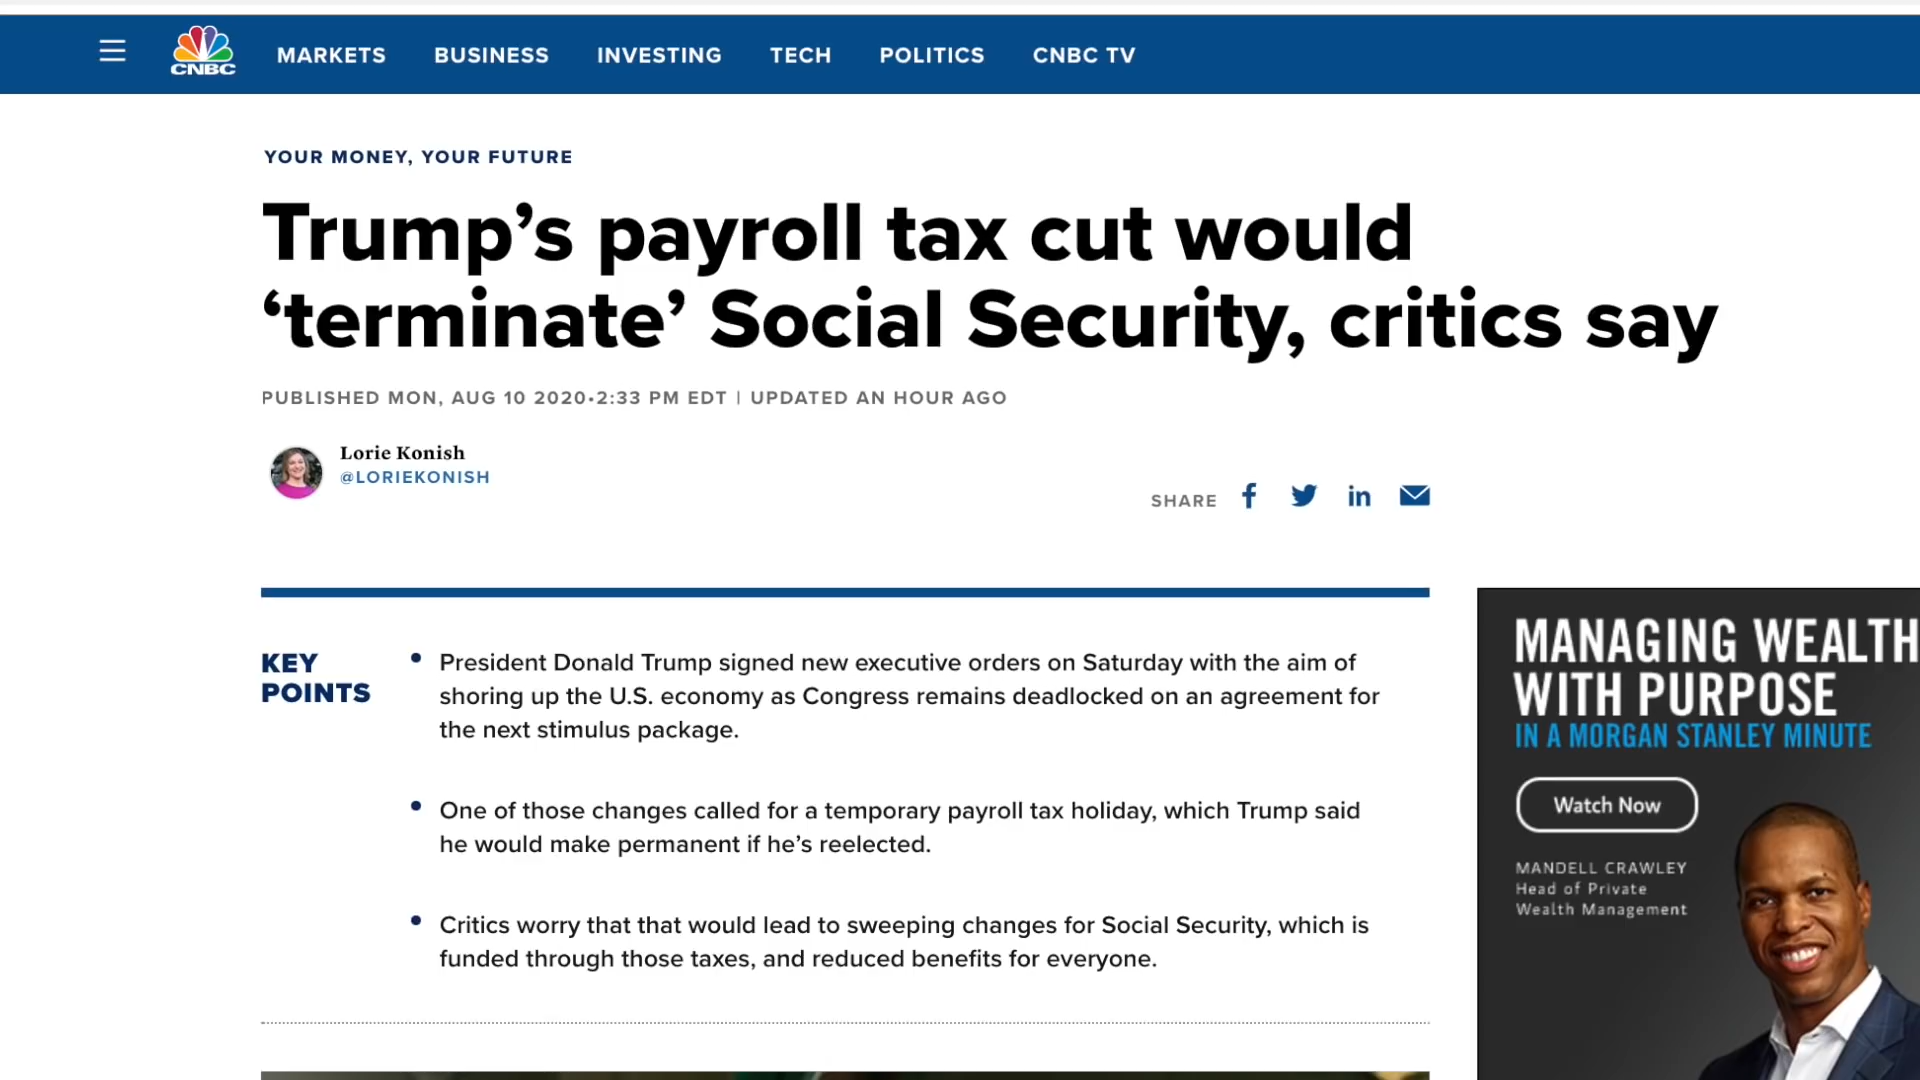 CNBC
MARKETS
BUSINESS
INVESTING
TECH
POLITICS
CNBC TV
YOUR MONEY, YOUR FUTURE
Trump’s payroll tax cut would
‘terminate’ Social Security, critics say
PUBLISHED MON, AUG 10 2020•2:33 PM EDT | UPDATED AN HOUR AGO
Lorie Konish
@LORIEKONISH
SHARE
KEY
POINTS
• President Donald Trump signed new executive orders on Saturday with the aim of
shoring up the U.S. economy as Congress remains deadlocked on an agreement for
the next stimulus package.
• One of those changes called for a temporary payroll tax holiday, which Trump said
he would make permanent if he’s reelected.
• Critics worry that that would lead to sweeping changes for Social Security, which is
funded through those taxes, and reduced benefits for everyone.
MANAGING WEALTH
WITH PURPOSE
IN A MORGAN STANLEY MINUTE
Watch Now
MANDELL CRAWLEY
Head of Private
Wealth Management